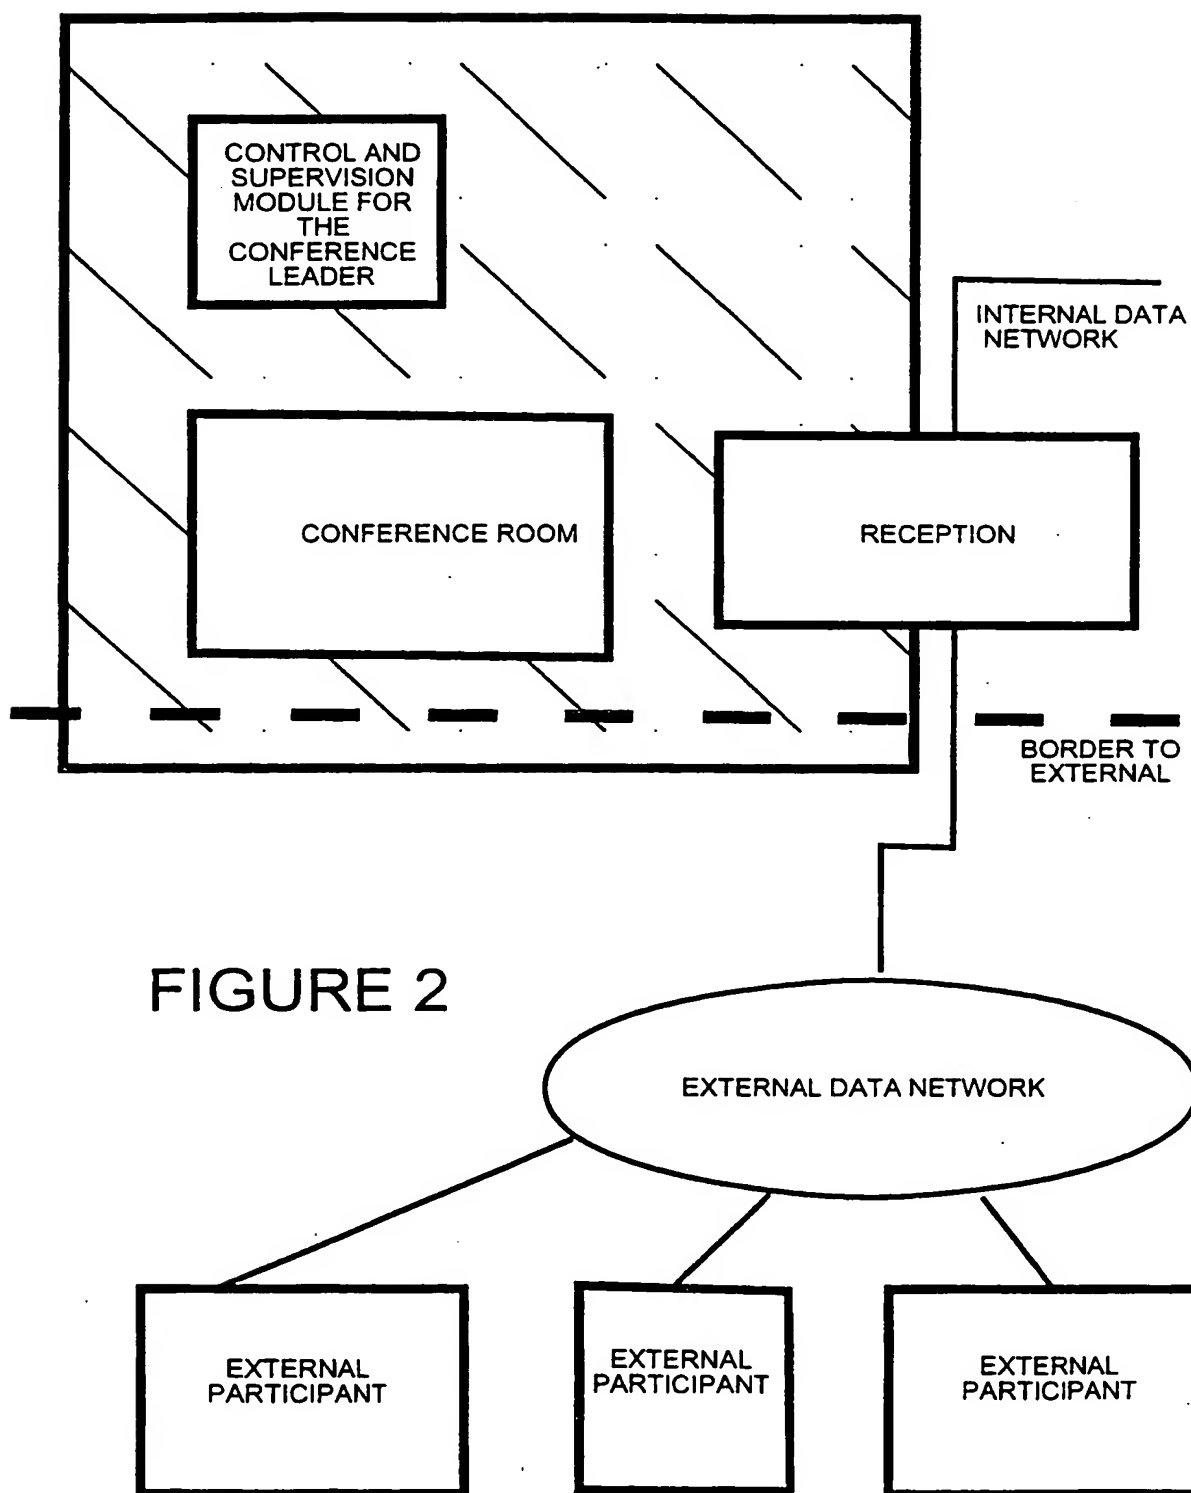 CONTROL AND
SUPERVISION
MODULE FOR
THE
CONFERENCE
LEADER
INTERNAL DATA
NETWORK
CONFERENCE ROOM
RECEPTION
BORDER TO
EXTERNAL
FIGURE 2
EXTERNAL DATA NETWORK
EXTERNAL
PARTICIPANT
EXTERNAL
PARTICIPANT
EXTERNAL
PARTICIPANT